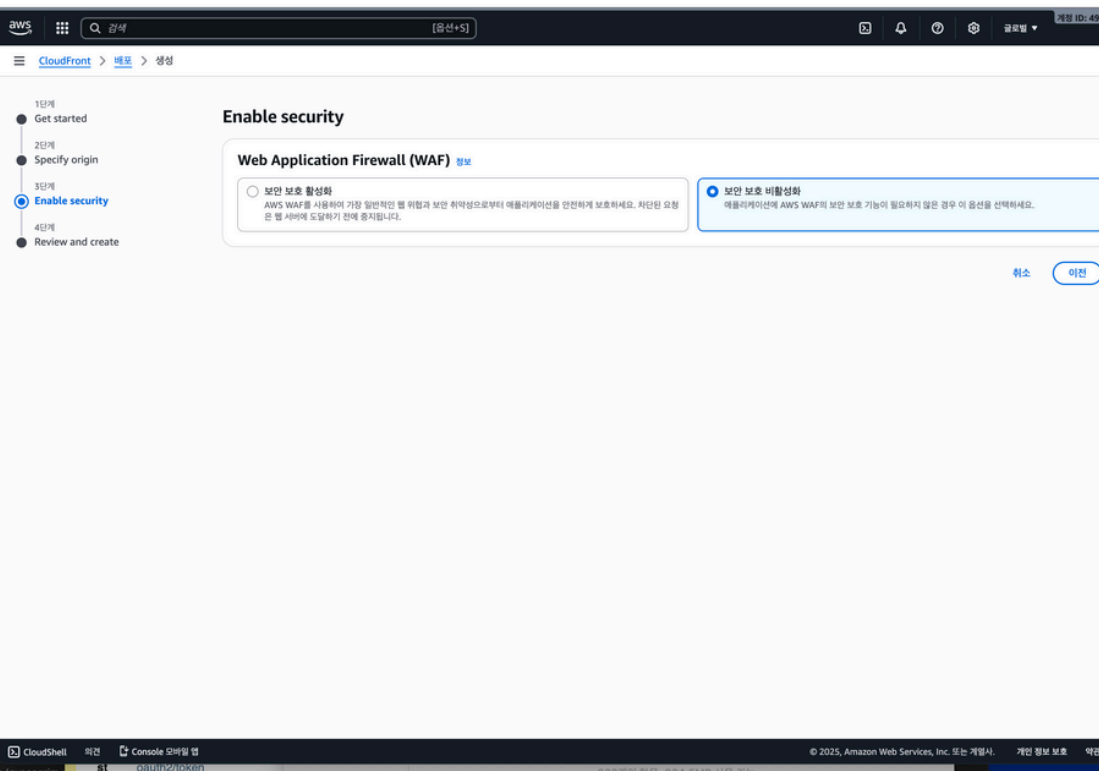 aws
검색
[옵션+S]
글로벌 ▼
계정 ID: 49
CloudFront > 배포 > 생성
1단계
Get started
2단계
Specify origin
3단계
Enable security
4단계
Review and create
Enable security
Web Application Firewall (WAF) 정보
보안 보호 활성화
AWS WAF를 사용하여 가장 일반적인 웹 위협과 보안 취약성으로부터 애플리케이션을 안전하게 보호하세요. 차단된 요청
은 웹 서버에 도달하기 전에 중지됩니다.
보안 보호 비활성화
애플리케이션에 AWS WAF의 보안 보호 기능이 필요하지 않은 경우 이 옵션을 선택하세요.
취소
이전
CloudShell
의견
Console 모바일 앱
© 2025, Amazon Web Services, Inc. 또는 계열사.
개인 정보 보호
약관